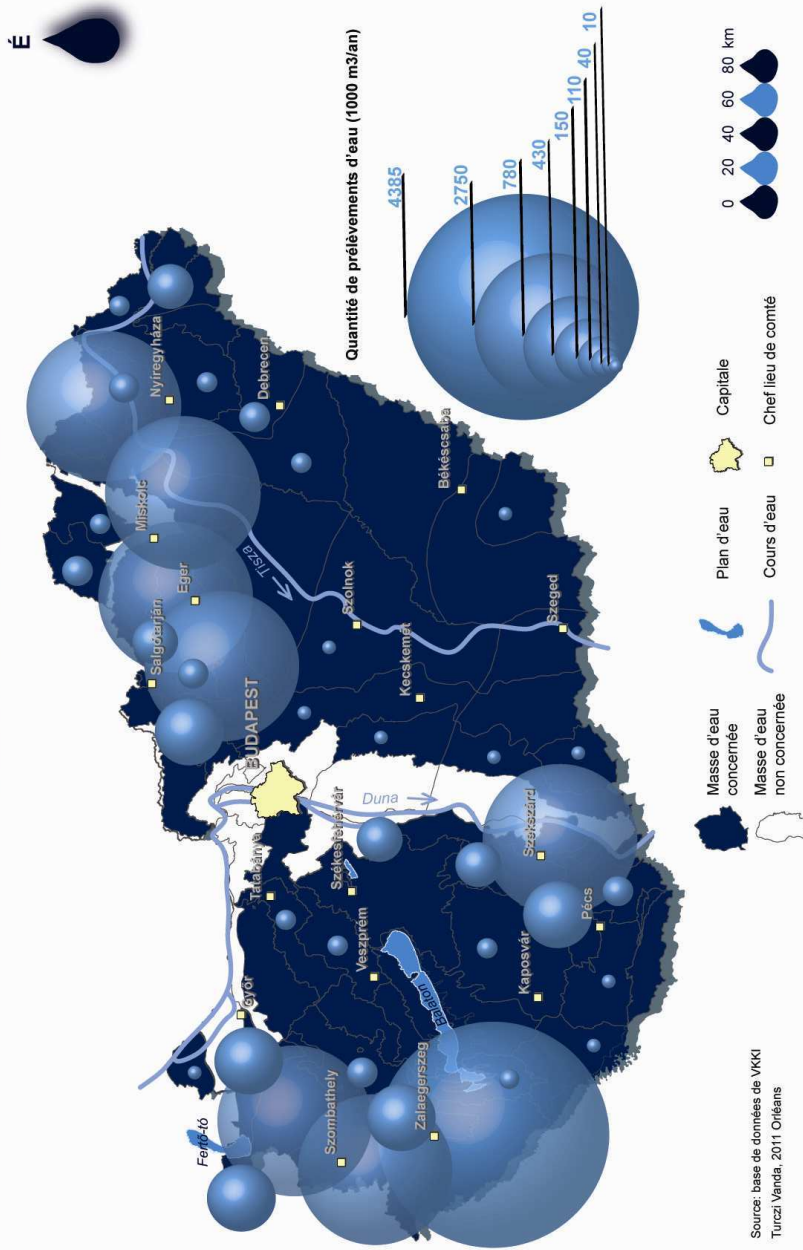 É
Fertő-tó
Győr
Szombathely
Zalaegerszeg
Balaton
Veszprém
Székesfehérvár
Tatabánya
BUDAPEST
Duna
Kaposvár
Pécs
Szekszárd
Salgótarján
Eger
Miskolc
Nyíregyháza
Debrecen
Tisza
Szolnok
Kecskemét
Békéscsaba
Szeged
Quantité de prélèvements d'eau (1000 m3/an)
4385
2750
780
430
150
110
40
10
Source: base de données de VKKI
Turczi Vanda, 2011 Orléans
Masse d'eau
concernée
Masse d'eau
non concernée
Plan d'eau
Cours d'eau
Capitale
Chef lieu de comté
0 20 40 60 80 km